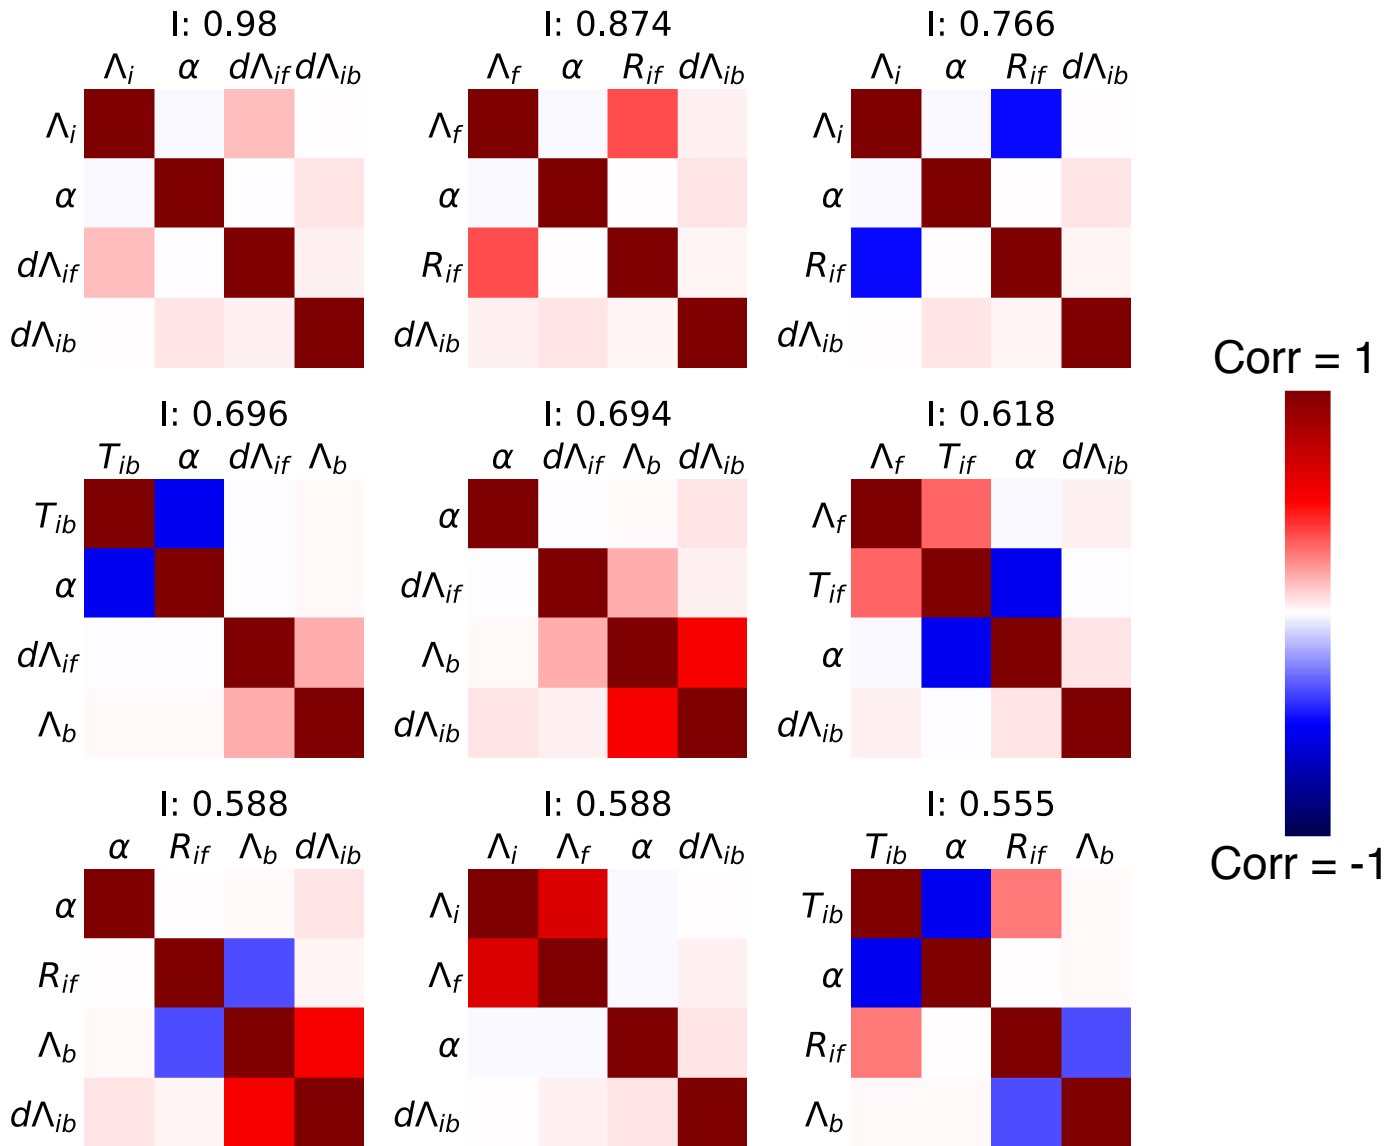 I: 0.98
I: 0.874
I: 0.766
Λi α dΛif dΛib
Λf α Rif dΛib
Λi α Rif dΛib
Λi
α
dΛif
dΛib
Λf
α
Rif
dΛib
Λi
α
Rif
dΛib
Corr = 1
I: 0.696
I: 0.694
I: 0.618
Tib α dΛif Λb
α dΛif Λb dΛib
Λf Tif α dΛib
Tib
α
dΛif
Λb
α
dΛif
Λb
dΛib
Λf
Tif
α
dΛib
I: 0.588
I: 0.588
I: 0.555
α Rif Λb dΛib
Λi Λf α dΛib
Tib α Rif Λb
α
Rif
Λb
dΛib
Λi
Λf
α
dΛib
Tib
α
Rif
Λb
Corr = -1